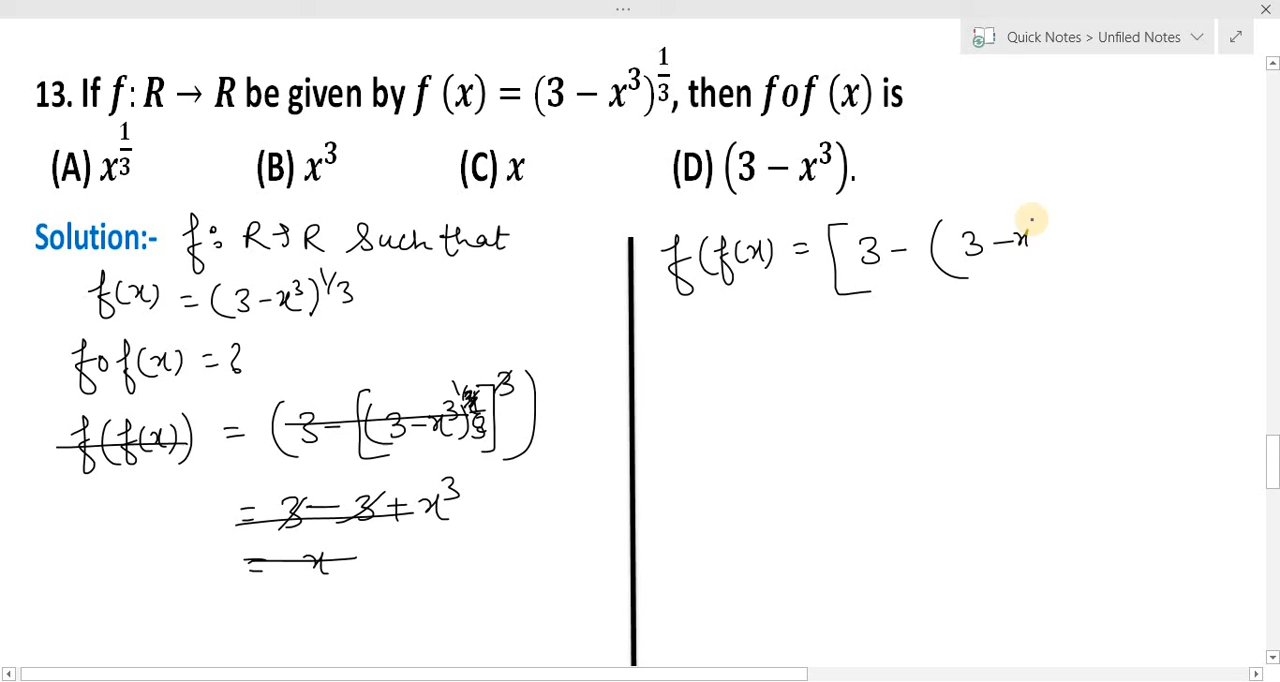 Quick Notes > Unfiled Notes
13. If f: R → R be given by f (x) = (3 − x³)^{1/3}, then fof (x) is
(A) x^{1/3} (B) x³ (C) x (D) (3 − x³).
Solution:- f: R → R such that
f(x) = (3 - x³)^{1/3}
fof(x) = ?
f(f(x)) = (3 - [(3 - x³)^{1/3}]³)
= 3 - 3 + x³
= x
f(f(x) = [3 - (3 - x